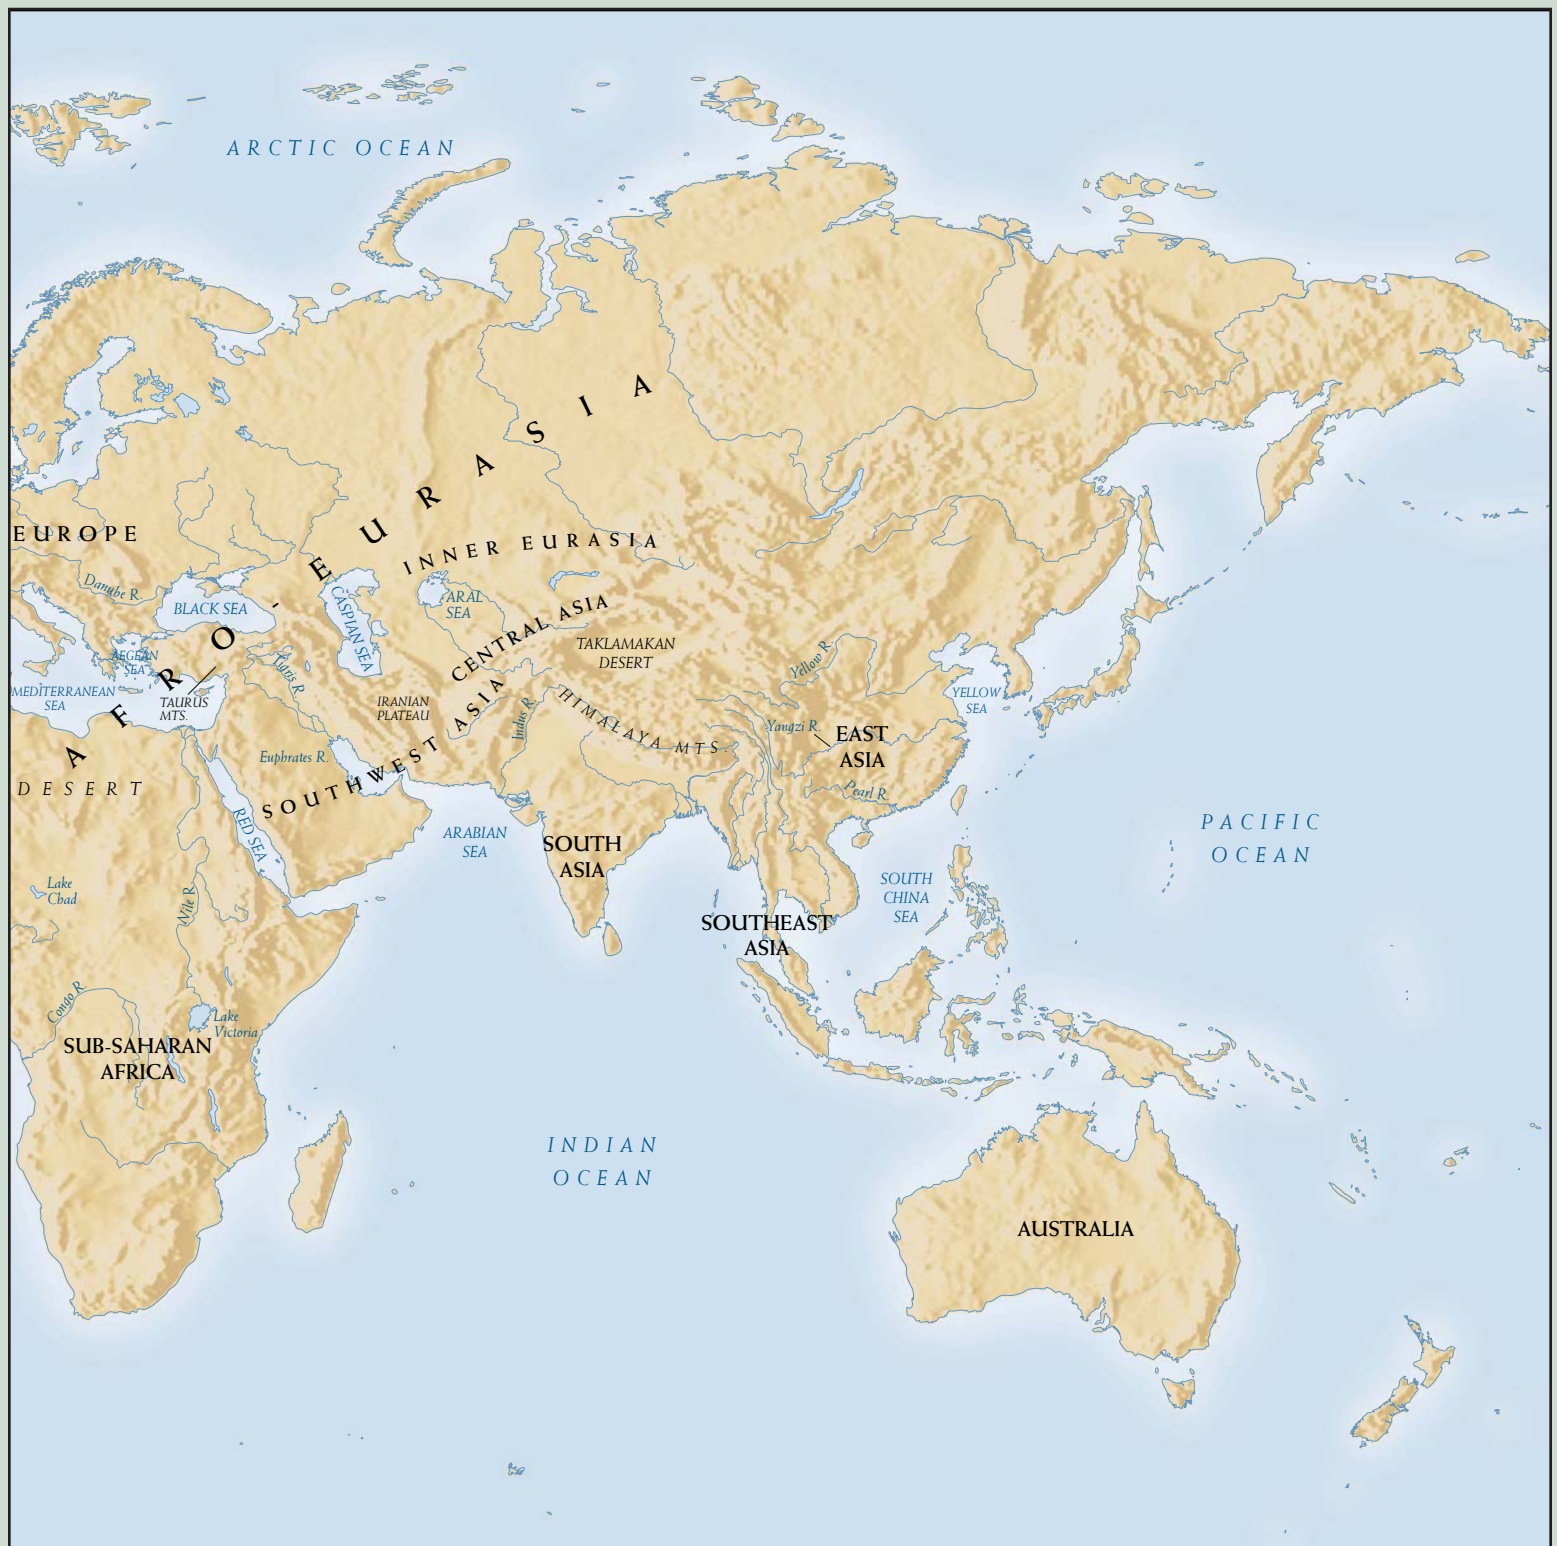 ARCTIC OCEAN
AFRO-EURASIA
EUROPE
INNER EURASIA
Danube R.
BLACK SEA
CASPIAN SEA
ARAL
SEA
CENTRAL ASIA
TAKLAMAKAN
DESERT
AEGEAN
SEA
Tigris R.
MEDITERRANEAN
SEA
TAURUS
MTS.
IRANIAN
PLATEAU
SOUTHWEST ASIA
Indus R.
HIMALAYA MTS.
Yellow R.
YELLOW
SEA
Yangzi R.
EAST
ASIA
Euphrates R.
DESERT
Pearl R.
RED SEA
ARABIAN
SEA
SOUTH
ASIA
PACIFIC
OCEAN
SOUTH
CHINA
SEA
Lake
Chad
Nile R.
SOUTHEAST
ASIA
Congo R.
Lake
Victoria
SUB-SAHARAN
AFRICA
INDIAN
OCEAN
AUSTRALIA